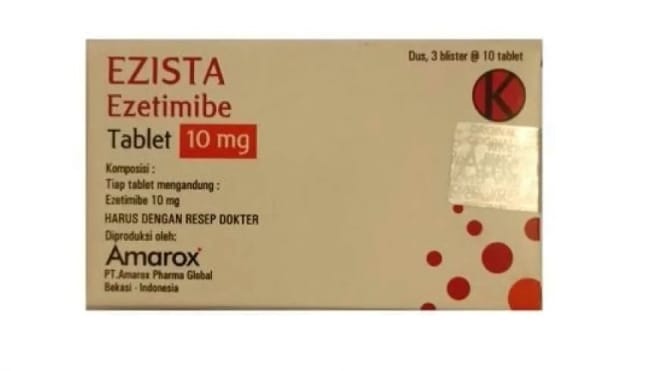 Dus, 3 blister @ 10 tablet
EZISTA
Ezetimibe
Tablet 10 mg
K
ORIGINAL
Komposisi :
Tiap tablet mengandung :
Ezetimibe 10 mg
HARUS DENGAN RESEP DOKTER
Diproduksi oleh:
Amarox
PT.Amarox Pharma Global
Bekasi - Indonesia